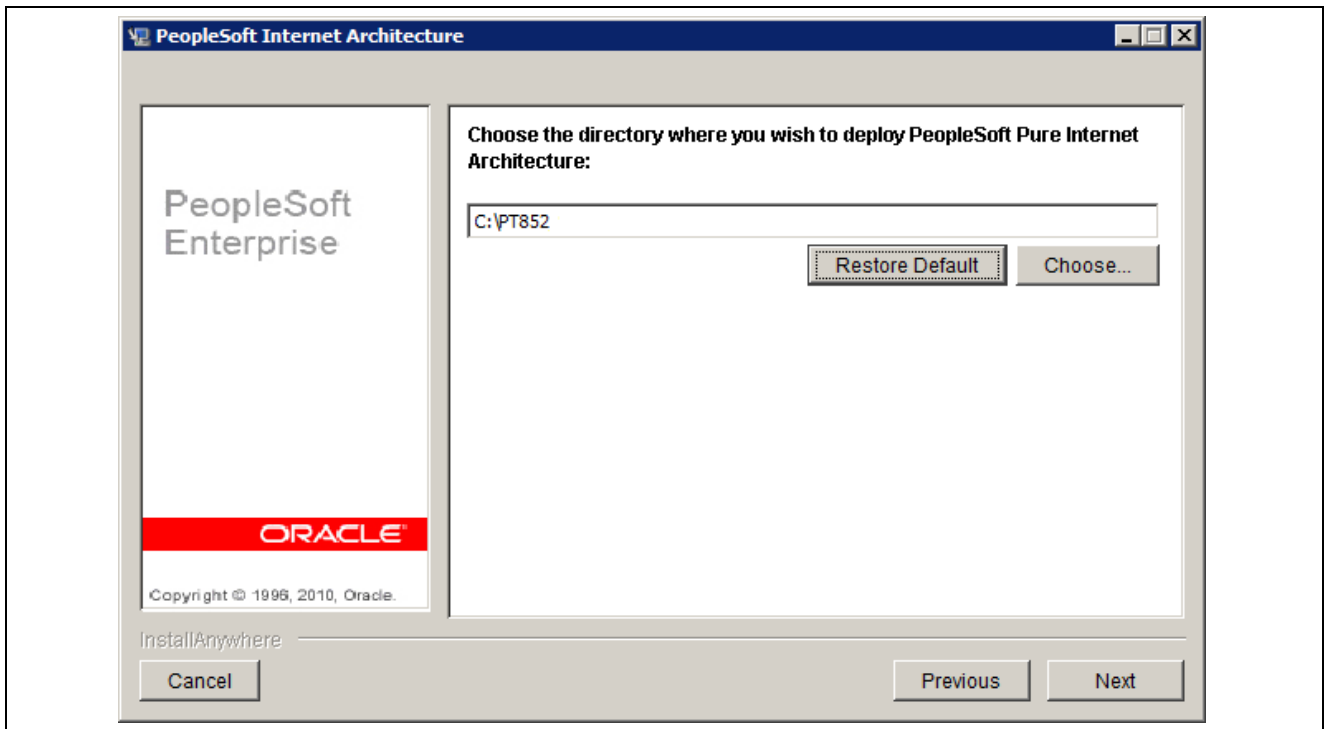 PeopleSoft Internet Architecture
Choose the directory where you wish to deploy PeopleSoft Pure Internet
Architecture:
C:\PT852
Restore Default
Choose...
PeopleSoft
Enterprise
ORACLE
Copyright © 1996, 2010, Oracle.
InstallAnywhere
Cancel
Previous
Next